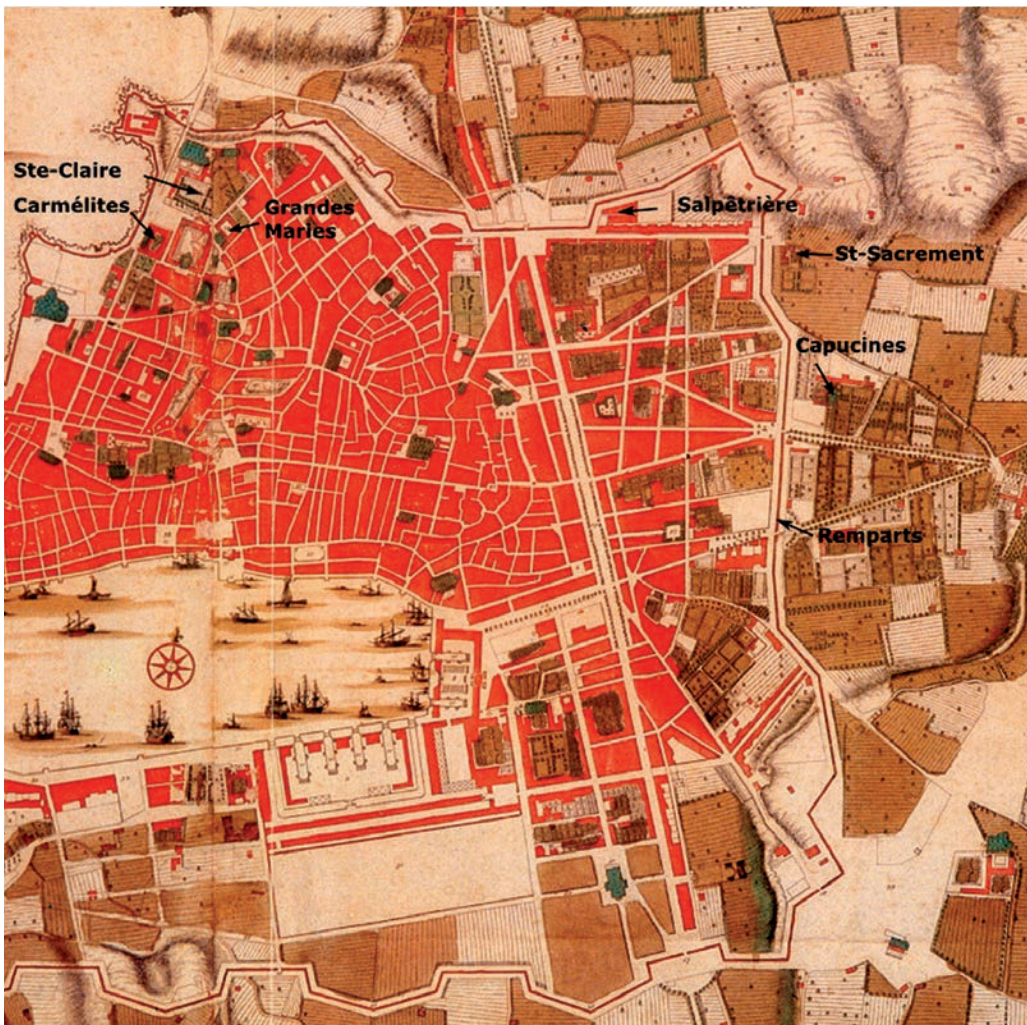 Ste-Claire
Carmélites
Grandes
Maries
Salpêtrière
St-Sacrement
Capucines
Remparts